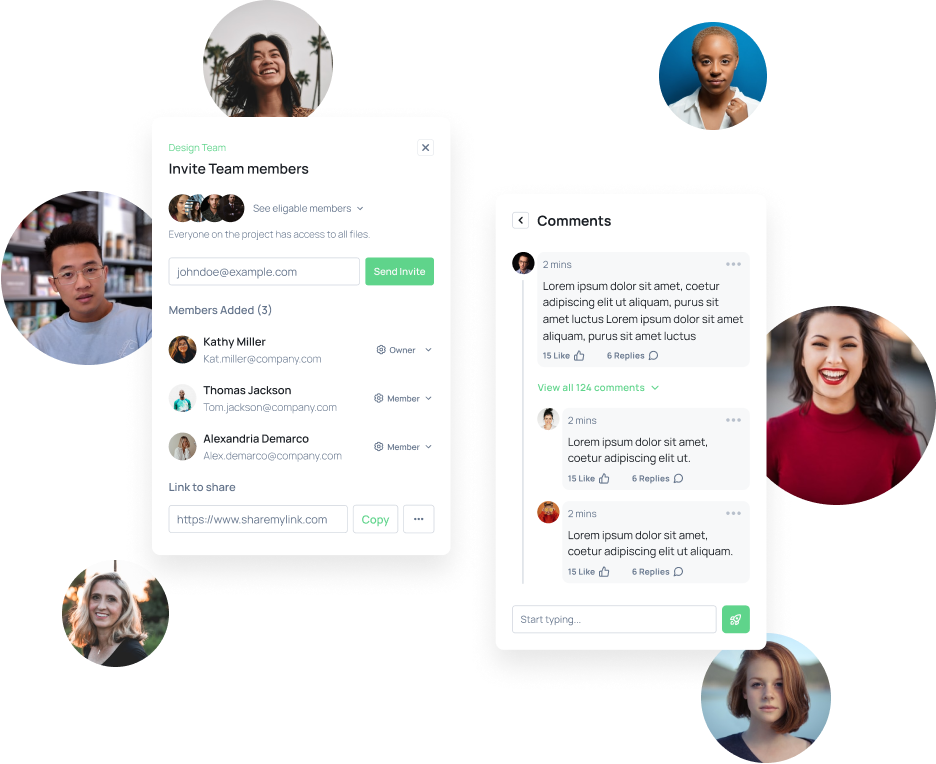 Design Team
Invite Team members
See eligable members
Everyone on the project has access to all files.
johndoe@example.com
Send Invite
Members Added (3)
Kathy Miller
Kat.miller@company.com
Owner
Thomas Jackson
Tom.jackson@company.com
Member
Alexandria Demarco
Alex.demarco@company.com
Member
Link to share
https://www.sharemylink.com
Copy
Comments
2 mins
Lorem ipsum dolor sit amet, coetur
adipiscing elit ut aliquam, purus sit
amet luctus Lorem ipsum dolor sit amet
aliquam, purus sit amet luctus
15 Like
6 Replies
View all 124 comments
2 mins
Lorem ipsum dolor sit amet,
coetur adipiscing elit ut.
15 Like
6 Replies
2 mins
Lorem ipsum dolor sit amet,
coetur adipiscing elit ut aliquam.
15 Like
6 Replies
Start typing...